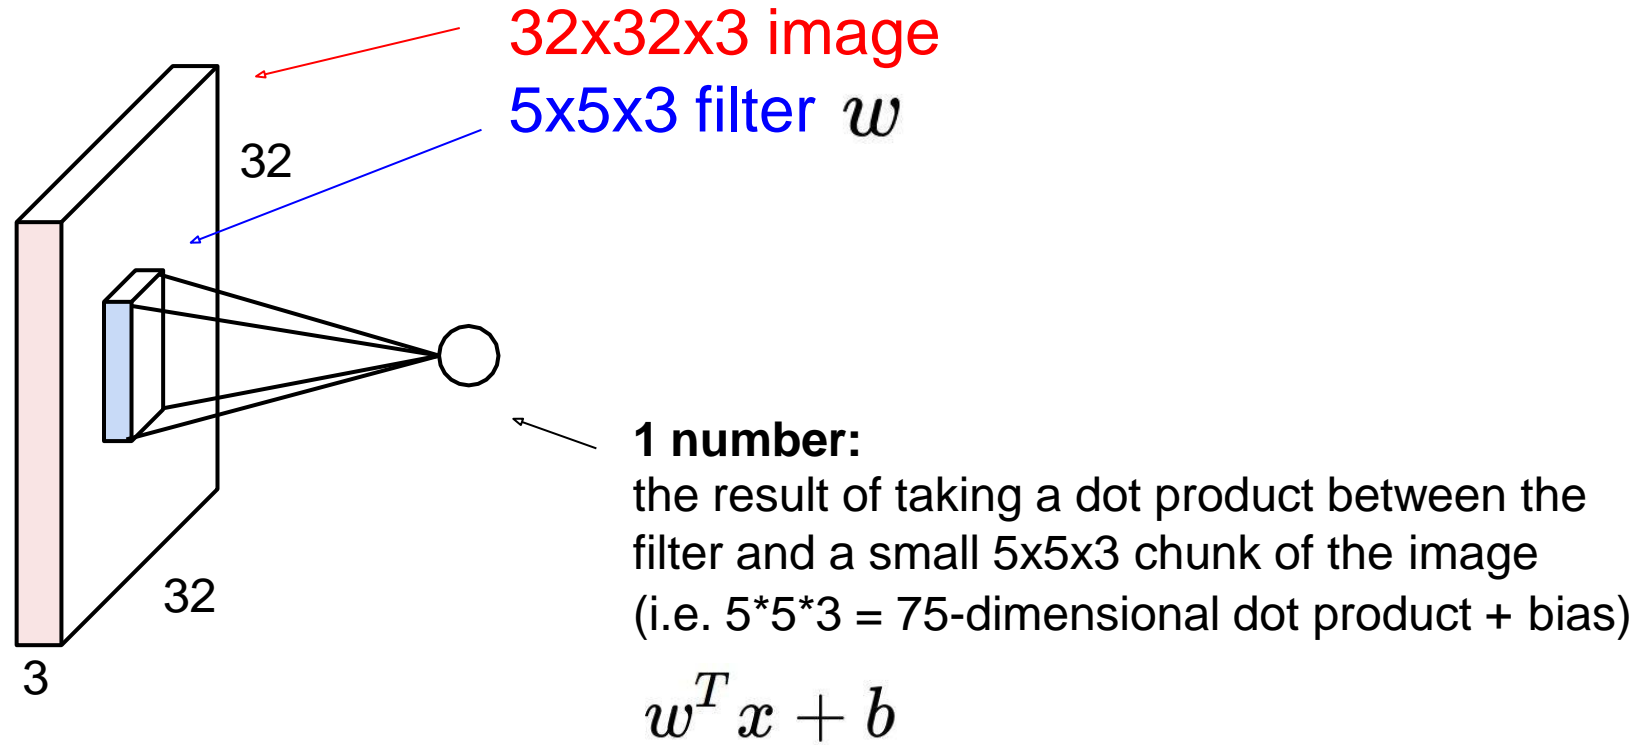 32x32x3 image
5x5x3 filter w
32
32
3
1 number:
the result of taking a dot product between the
filter and a small 5x5x3 chunk of the image
(i.e. 5*5*3 = 75-dimensional dot product + bias)
w^T x + b